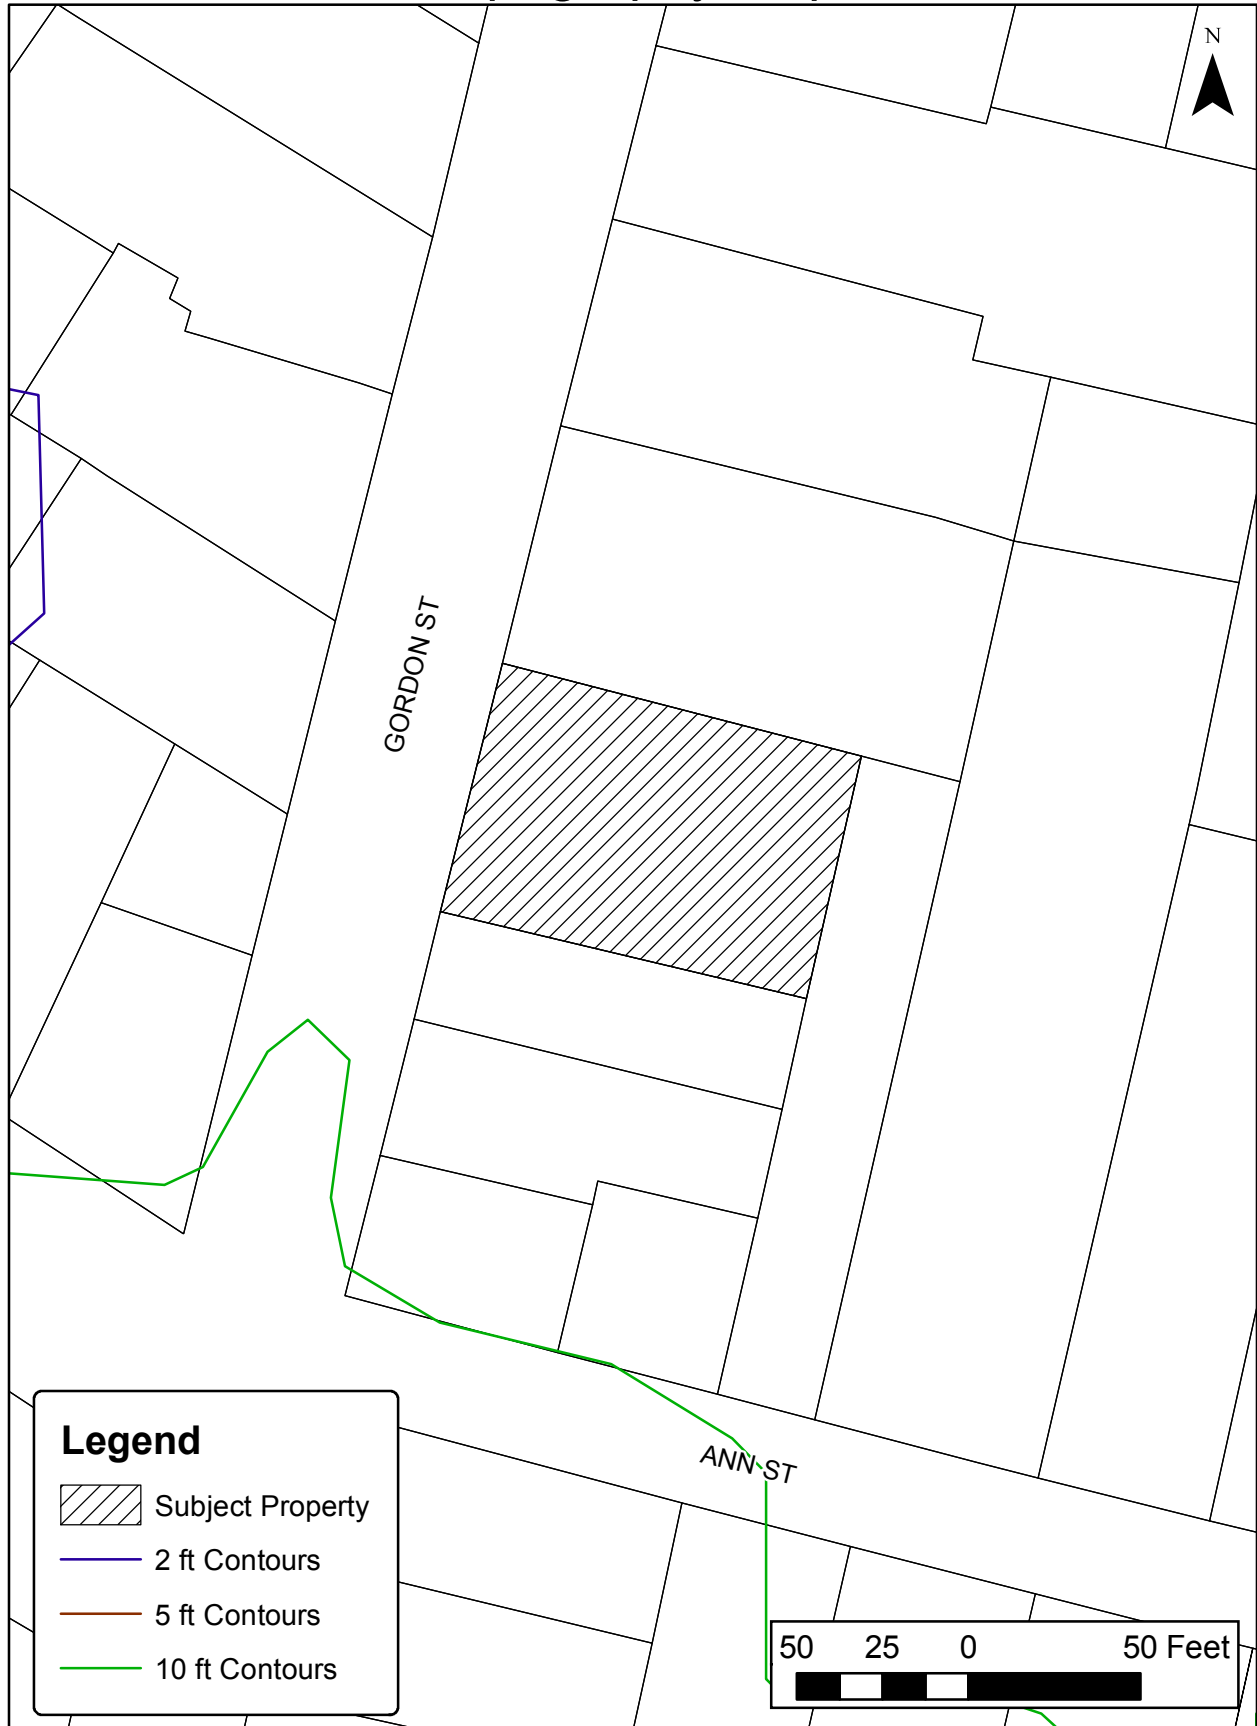 N
GORDON ST
ANN ST
Legend
Subject Property
2 ft Contours
5 ft Contours
10 ft Contours
50 25 0 50 Feet